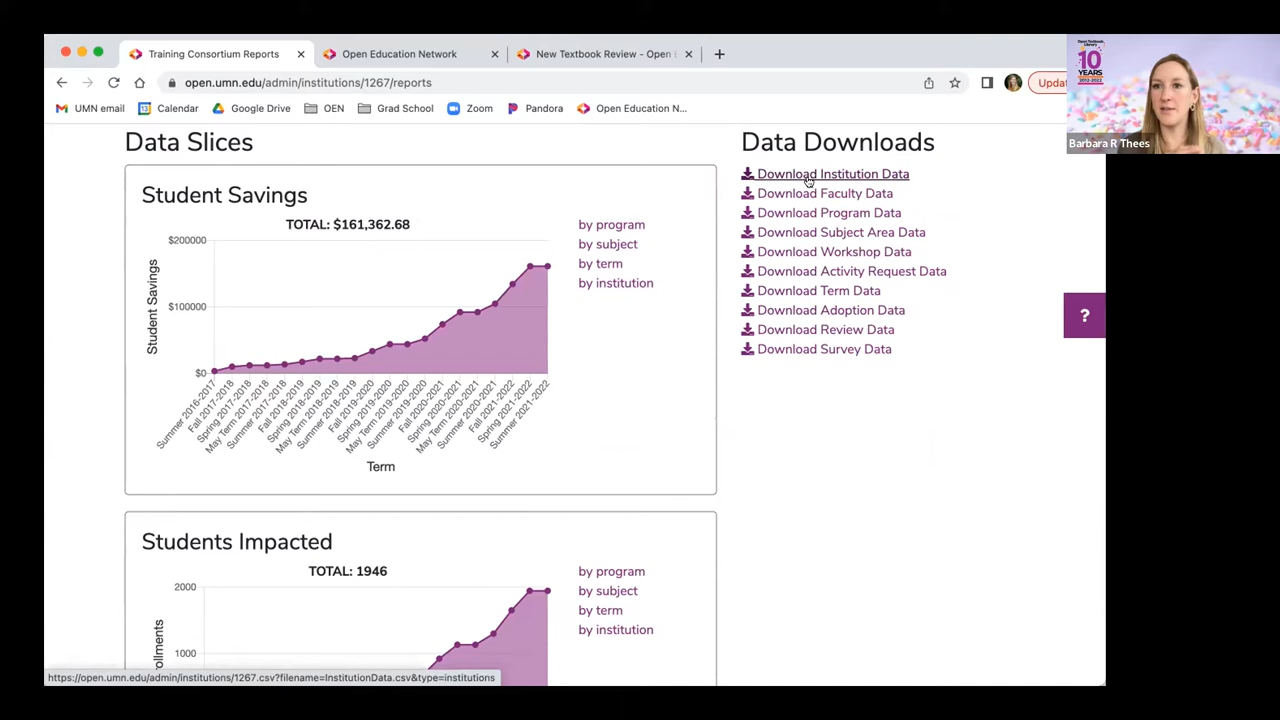 Training Consortium Reports
Open Education Network
New Textbook Review - Open E
open.umn.edu/admin/institutions/1267/reports
Update
UMN email
Calendar
Google Drive
OEN
Grad School
Zoom
Pandora
Open Education N...
Open Textbook Library
10
YEARS
2012-2022
Barbara R Thees
Data Slices
Student Savings
TOTAL: $161,362.68
$200000
$100000
$0
Student Savings
Summer 2016-2017
Fall 2017-2018
Spring 2017-2018
May Term 2017-2018
Summer 2017-2018
Fall 2018-2019
Spring 2018-2019
May Term 2018-2019
Summer 2018-2019
Fall 2019-2020
Spring 2019-2020
May Term 2019-2020
Summer 2019-2020
Fall 2020-2021
Spring 2020-2021
May Term 2020-2021
Summer 2020-2021
Fall 2021-2022
Spring 2021-2022
Summer 2021-2022
Term
by program
by subject
by term
by institution
Data Downloads
Download Institution Data
Download Faculty Data
Download Program Data
Download Subject Area Data
Download Workshop Data
Download Activity Request Data
Download Term Data
Download Adoption Data
Download Review Data
Download Survey Data
?
Students Impacted
TOTAL: 1946
2000
1000
by program
by subject
by term
by institution
https://open.umn.edu/admin/institutions/1267.csv?filename=InstitutionData.csv&type=institutions